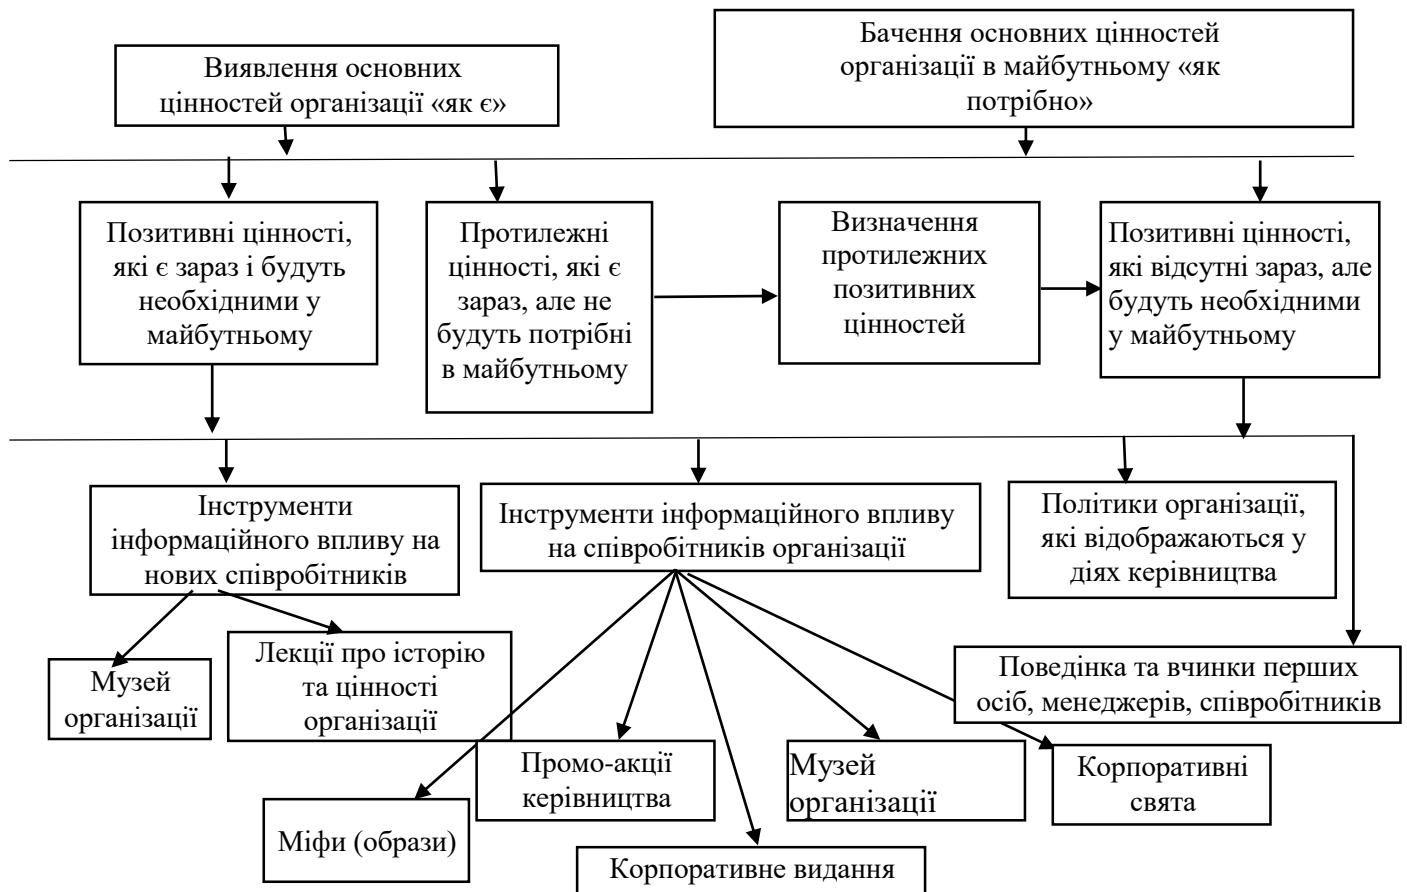 Виявлення основних
цінностей організації «як є»
Бачення основних цінностей
організації в майбутньому «як
потрібно»
Позитивні цінності,
які є зараз і будуть
необхідними у
майбутньому
Протилежні
цінності, які є
зараз, але не
будуть потрібні
в майбутньому
Визначення
протилежних
позитивних
цінностей
Позитивні цінності,
які відсутні зараз, але
будуть необхідними
у майбутньому
Інструменти
інформаційного впливу на
нових співробітників
Інструменти інформаційного впливу
на співробітників організації
Політики організації,
які відображаються у
діях керівництва
Музей
організації
Лекції про історію
та цінності
організації
Поведінка та вчинки перших
осіб, менеджерів, співробітників
Міфи (образи)
Промо-акції
керівництва
Корпоративне видання
Музей
організації
Корпоративні
свята